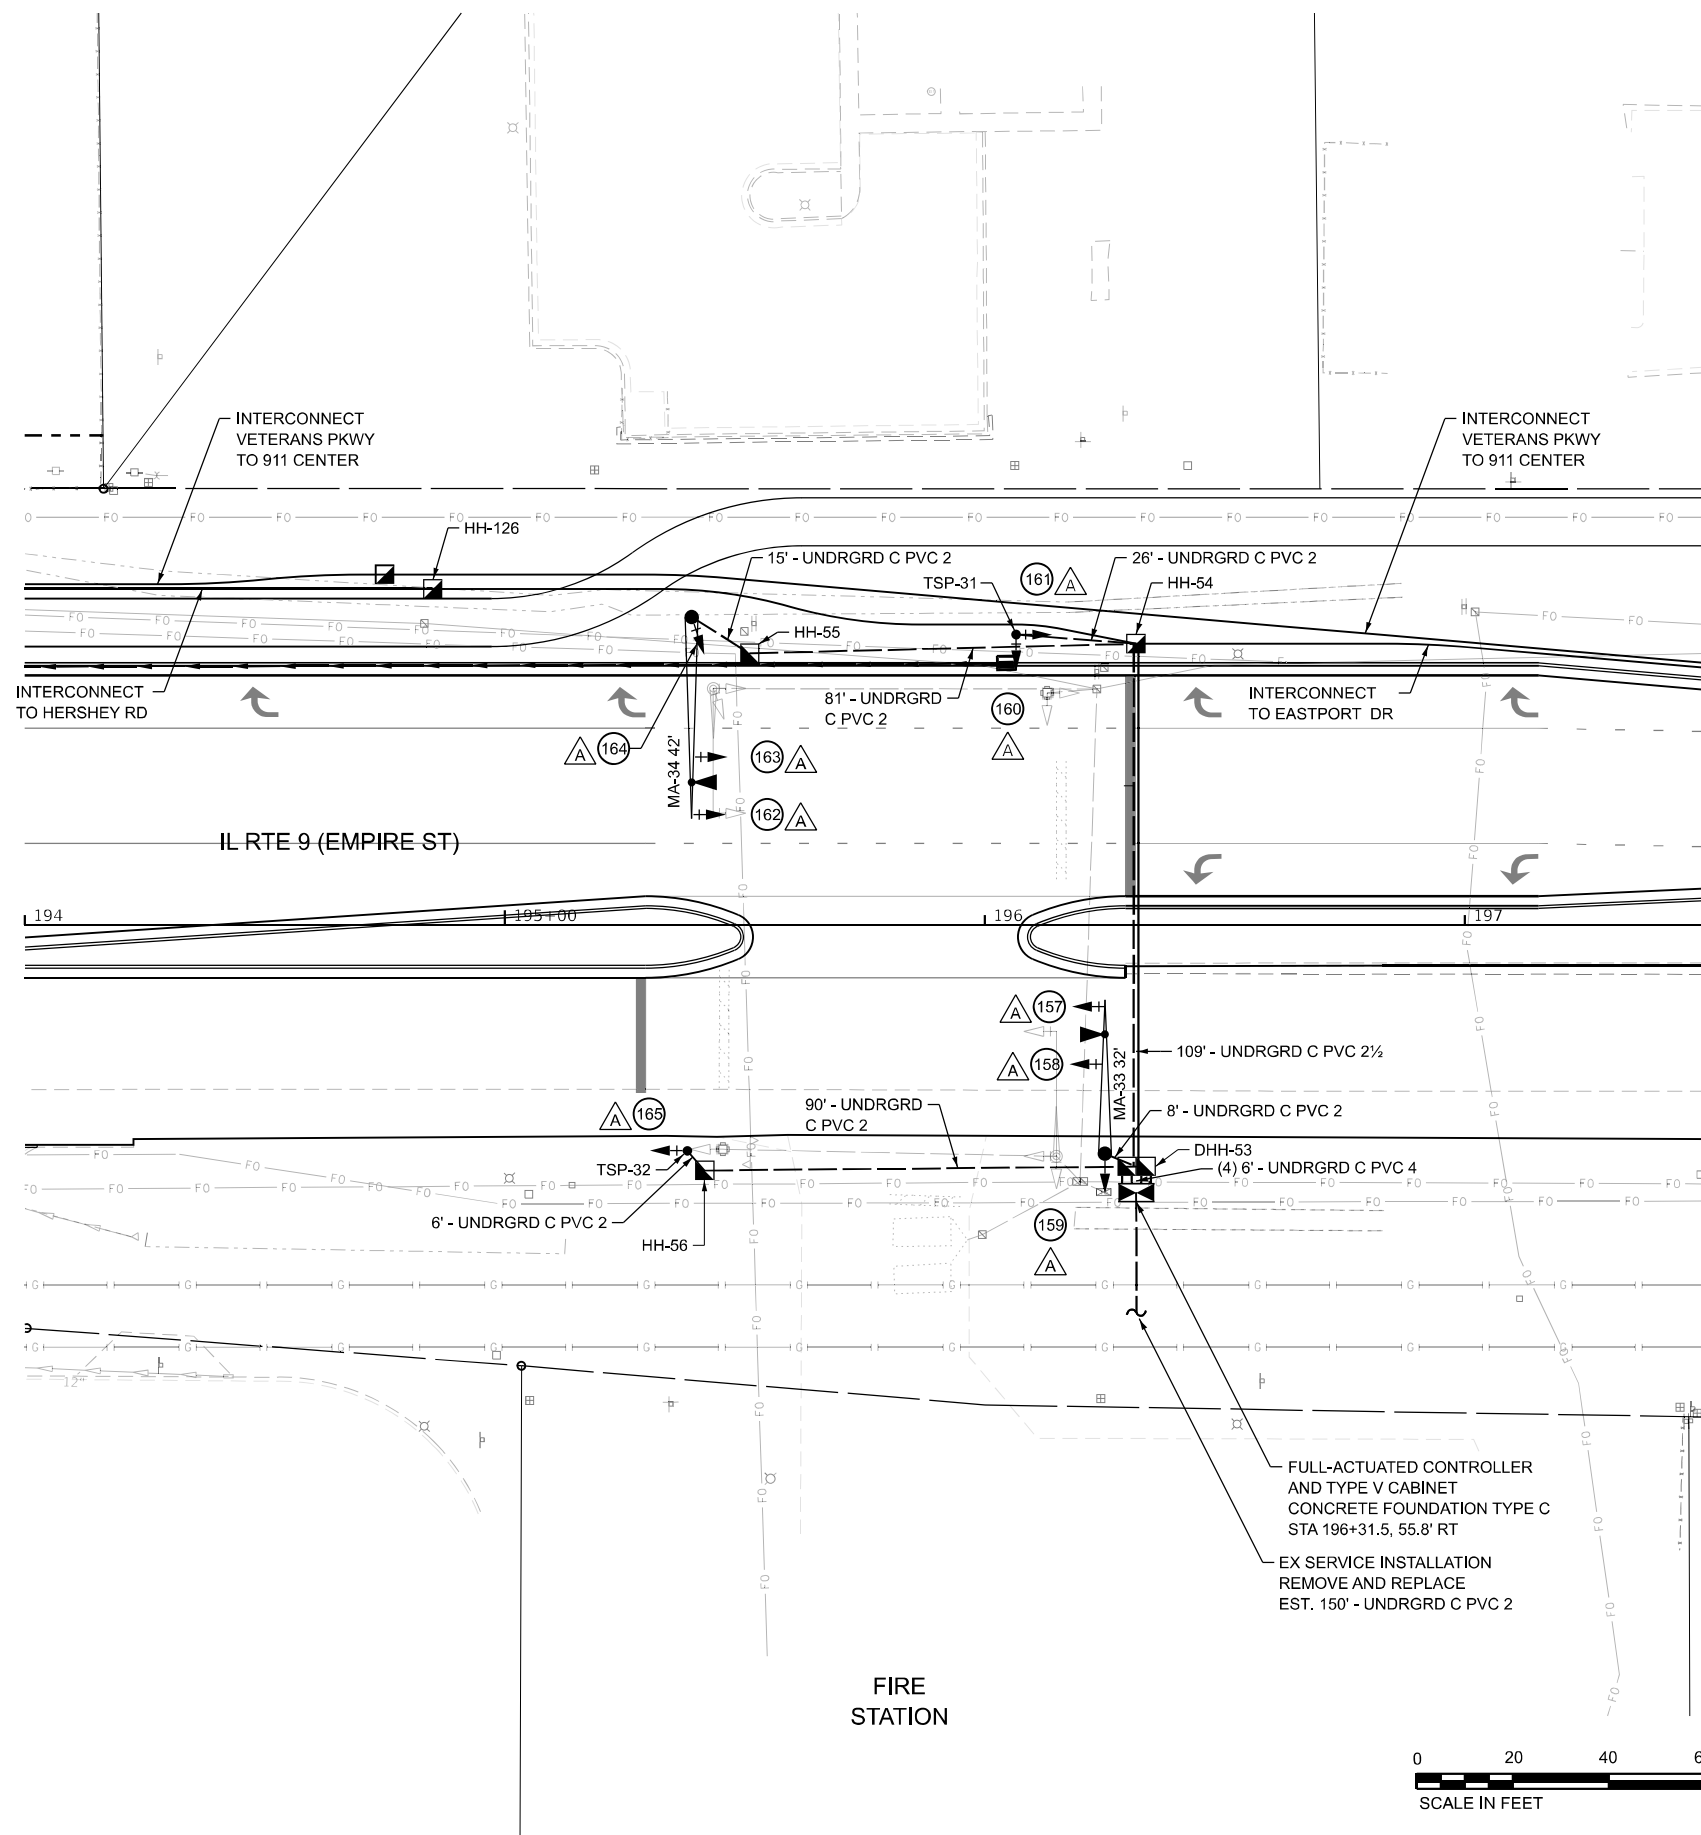 INTERCONNECT
VETERANS PKWY
TO 911 CENTER
INTERCONNECT
VETERANS PKWY
TO 911 CENTER
HH-126
15' - UNDRGRD C PVC 2
26' - UNDRGRD C PVC 2
TSP-31
161
A
HH-54
HH-55
INTERCONNECT
TO HERSHEY RD
81' - UNDRGRD
C PVC 2
160
A
INTERCONNECT
TO EASTPORT DR
A
164
MA-34 42'
163
A
162
A
IL RTE 9 (EMPIRE ST)
194
195+00
196
197
A
157
A
158
109' - UNDRGRD C PVC 2½
MA-33 32'
90' - UNDRGRD
C PVC 2
8' - UNDRGRD C PVC 2
A
165
DHH-53
(4) 6' - UNDRGRD C PVC 4
TSP-32
6' - UNDRGRD C PVC 2
HH-56
159
A
FO
G
12"
FULL-ACTUATED CONTROLLER
AND TYPE V CABINET
CONCRETE FOUNDATION TYPE C
STA 196+31.5, 55.8' RT
EX SERVICE INSTALLATION
REMOVE AND REPLACE
EST. 150' - UNDRGRD C PVC 2
FIRE
STATION
0 20 40
SCALE IN FEET